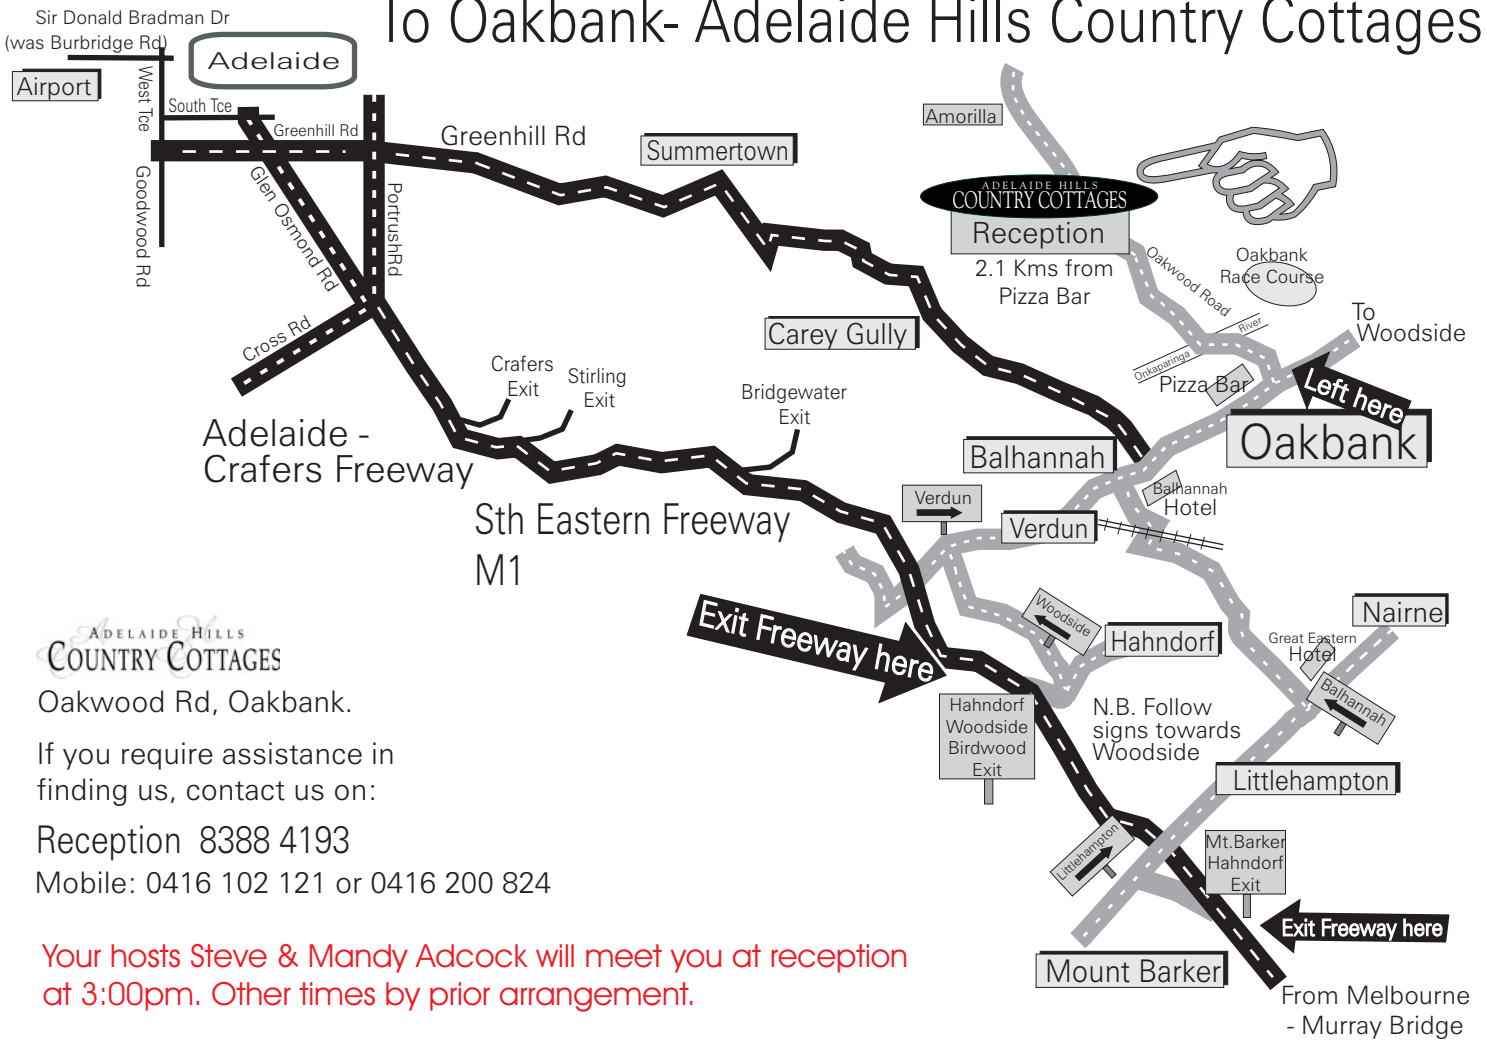 To Oakbank- Adelaide Hills Country Cottages
Sir Donald Bradman Dr
(was Burbridge Rd)
Adelaide
Airport
West Tce
South Tce
Greenhill Rd
Goodwood Rd
Glen Osmond Rd
PortrushRd
Cross Rd
Greenhill Rd
Summertown
Amorilla
ADELAIDE HILLS
COUNTRY COTTAGES
Reception
2.1 Kms from
Pizza Bar
Oakwood Road
Oakbank
Race Course
River
Onkaparinga
To
Woodside
Pizza Bar
Left here
Oakbank
Carey Gully
Crafers
Exit
Stirling
Exit
Bridgewater
Exit
Adelaide -
Crafers Freeway
Balhannah
Balhannah
Hotel
Verdun
Verdun
Sth Eastern Freeway
M1
Exit Freeway here
Woodside
Hahndorf
Nairne
Great Eastern
Hotel
Balhannah
Hahndorf
Woodside
Birdwood
Exit
N.B. Follow
signs towards
Woodside
Littlehampton
Littlehampton
Mt.Barker
Hahndorf
Exit
Exit Freeway here
Mount Barker
From Melbourne
- Murray Bridge
ADELAIDE HILLS
COUNTRY COTTAGES
Oakwood Rd, Oakbank.
If you require assistance in
finding us, contact us on:
Reception 8388 4193
Mobile: 0416 102 121 or 0416 200 824
Your hosts Steve & Mandy Adcock will meet you at reception
at 3:00pm. Other times by prior arrangement.